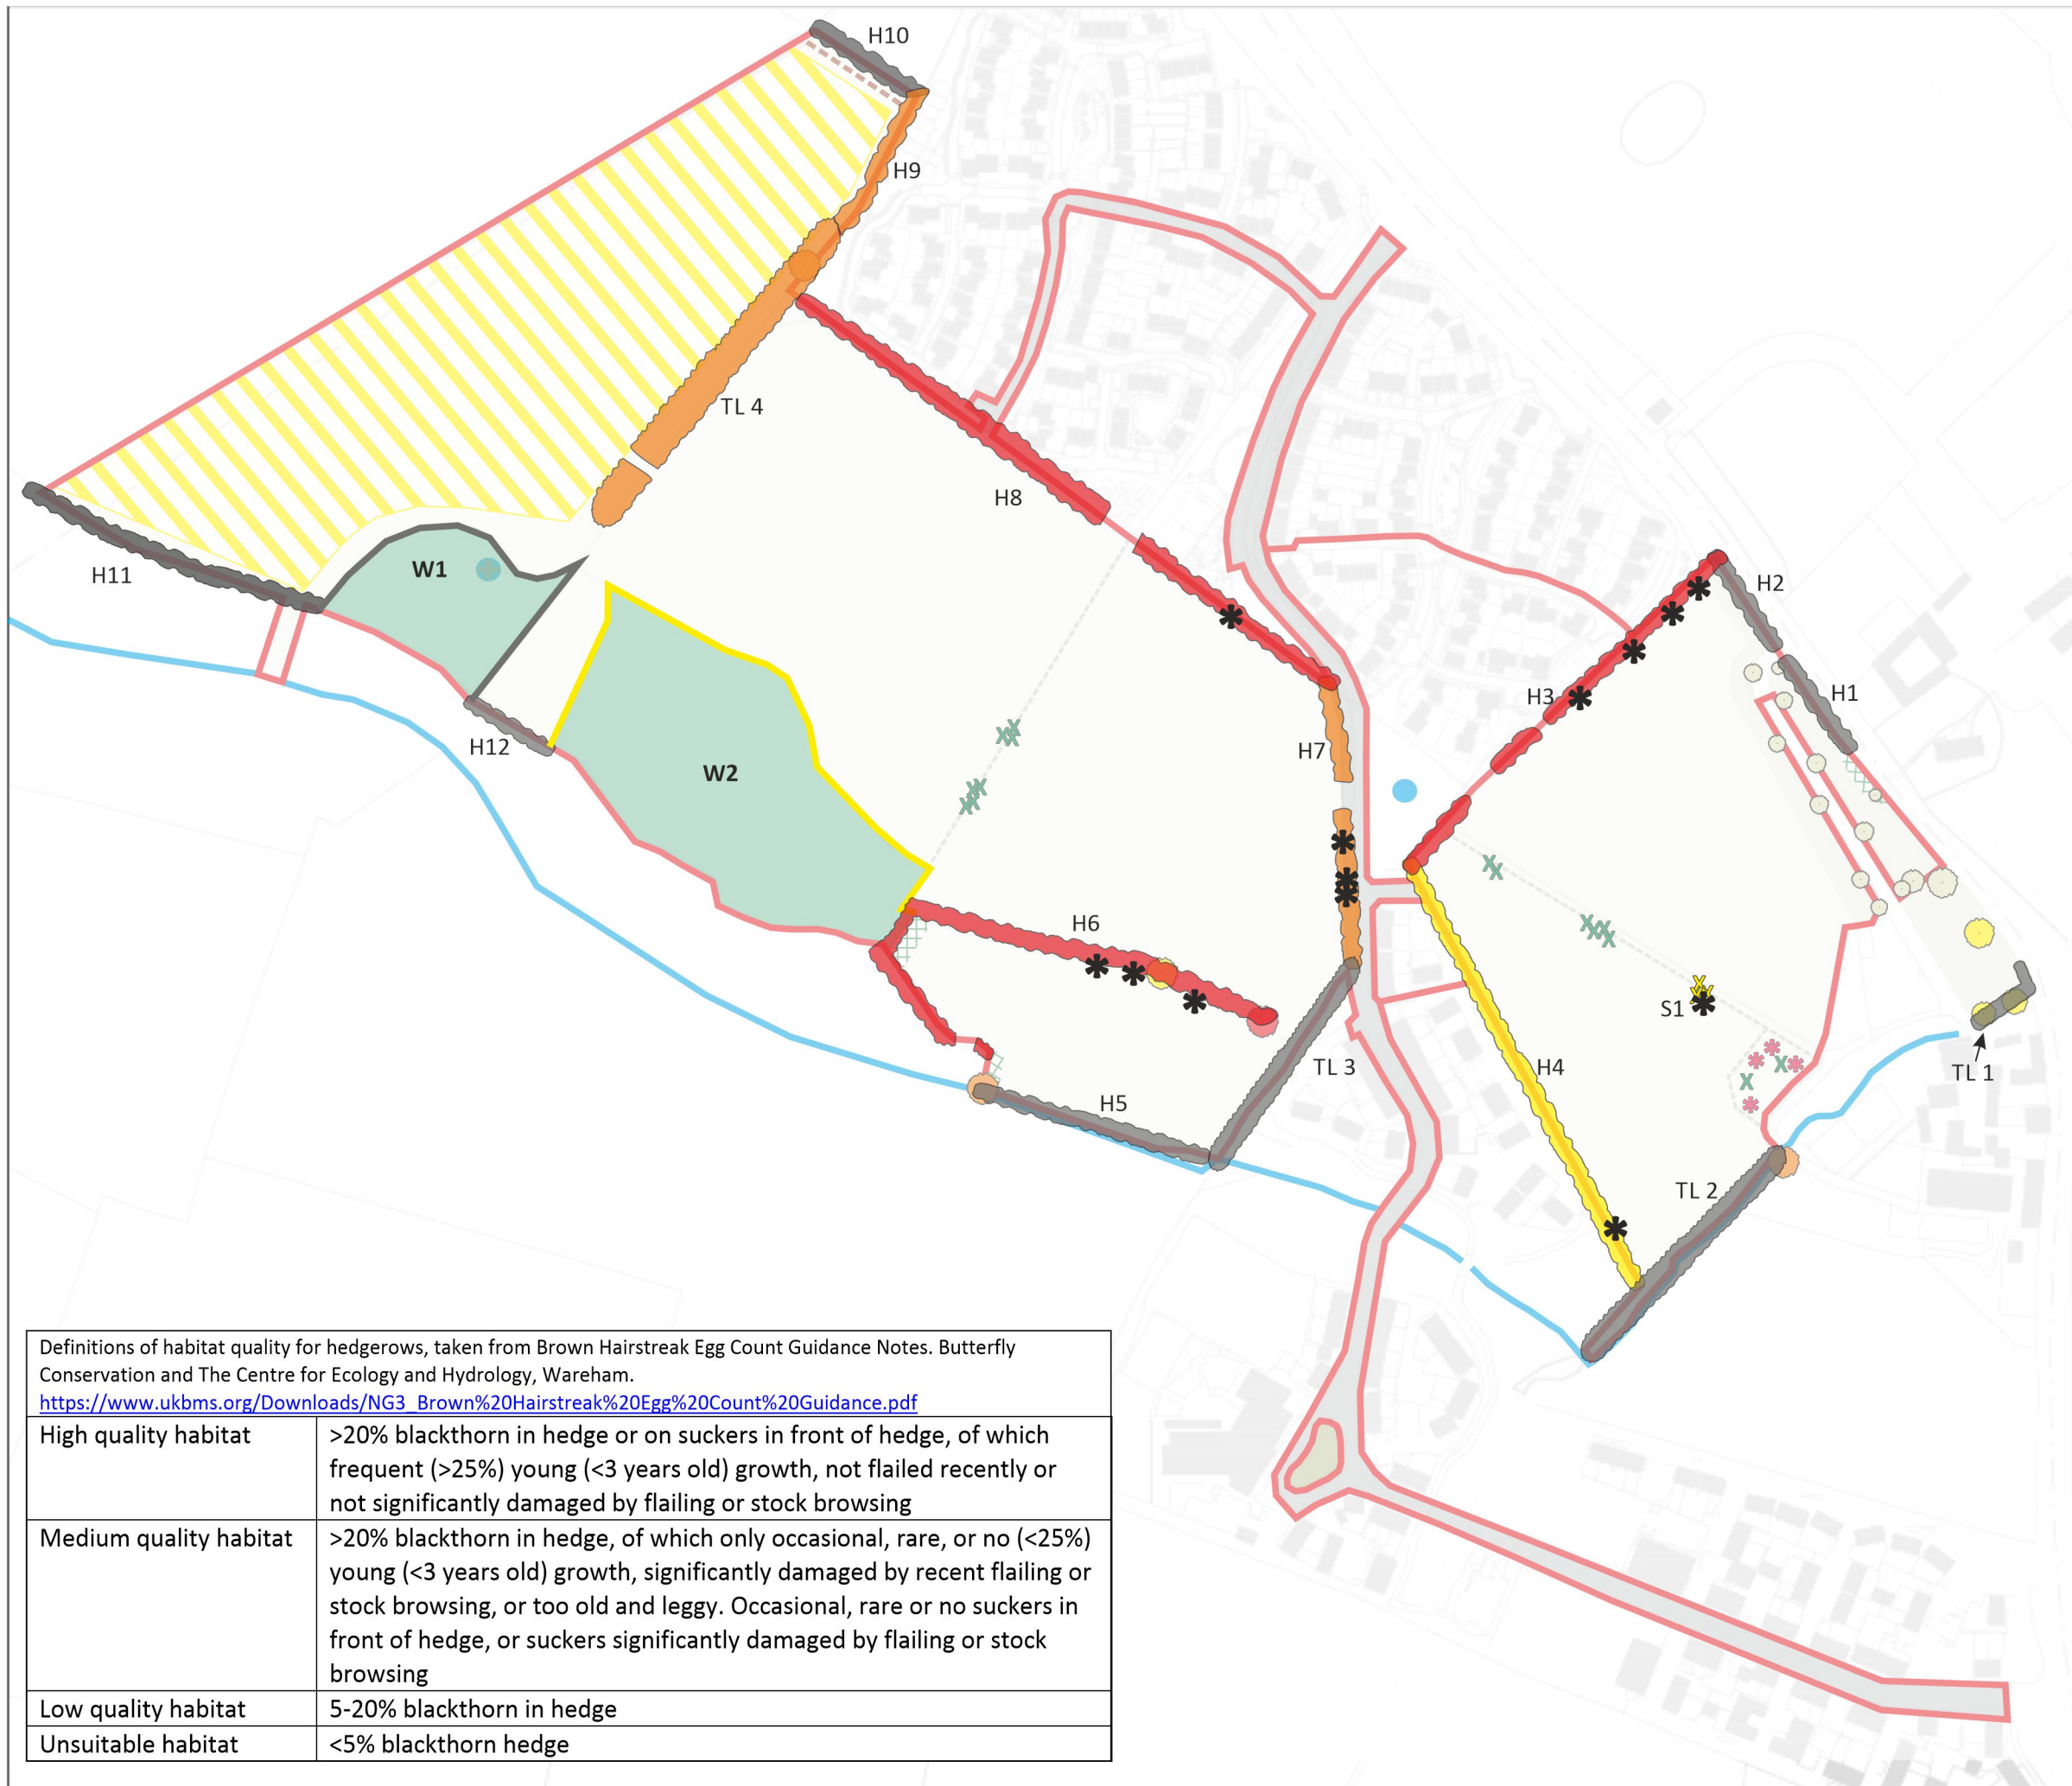 H10
H9
TL 4
H8
H11
W1
H2
H3
H1
H12
W2
H7
H6
S1
TL 3
H4
TL 1
H5
TL 2
Definitions of habitat quality for hedgerows, taken from Brown Hairstreak Egg Count Guidance Notes. Butterfly
Conservation and The Centre for Ecology and Hydrology, Wareham.
https://www.ukbms.org/Downloads/NG3_Brown%20Hairstreak%20Egg%20Count%20Guidance.pdf
High quality habitat
>20% blackthorn in hedge or on suckers in front of hedge, of which
frequent (>25%) young (<3 years old) growth, not flailed recently or
not significantly damaged by flailing or stock browsing
Medium quality habitat
>20% blackthorn in hedge, of which only occasional, rare, or no (<25%)
young (<3 years old) growth, significantly damaged by recent flailing or
stock browsing, or too old and leggy. Occasional, rare or no suckers in
front of hedge, or suckers significantly damaged by flailing or stock
browsing
Low quality habitat
5-20% blackthorn in hedge
Unsuitable habitat
<5% blackthorn hedge